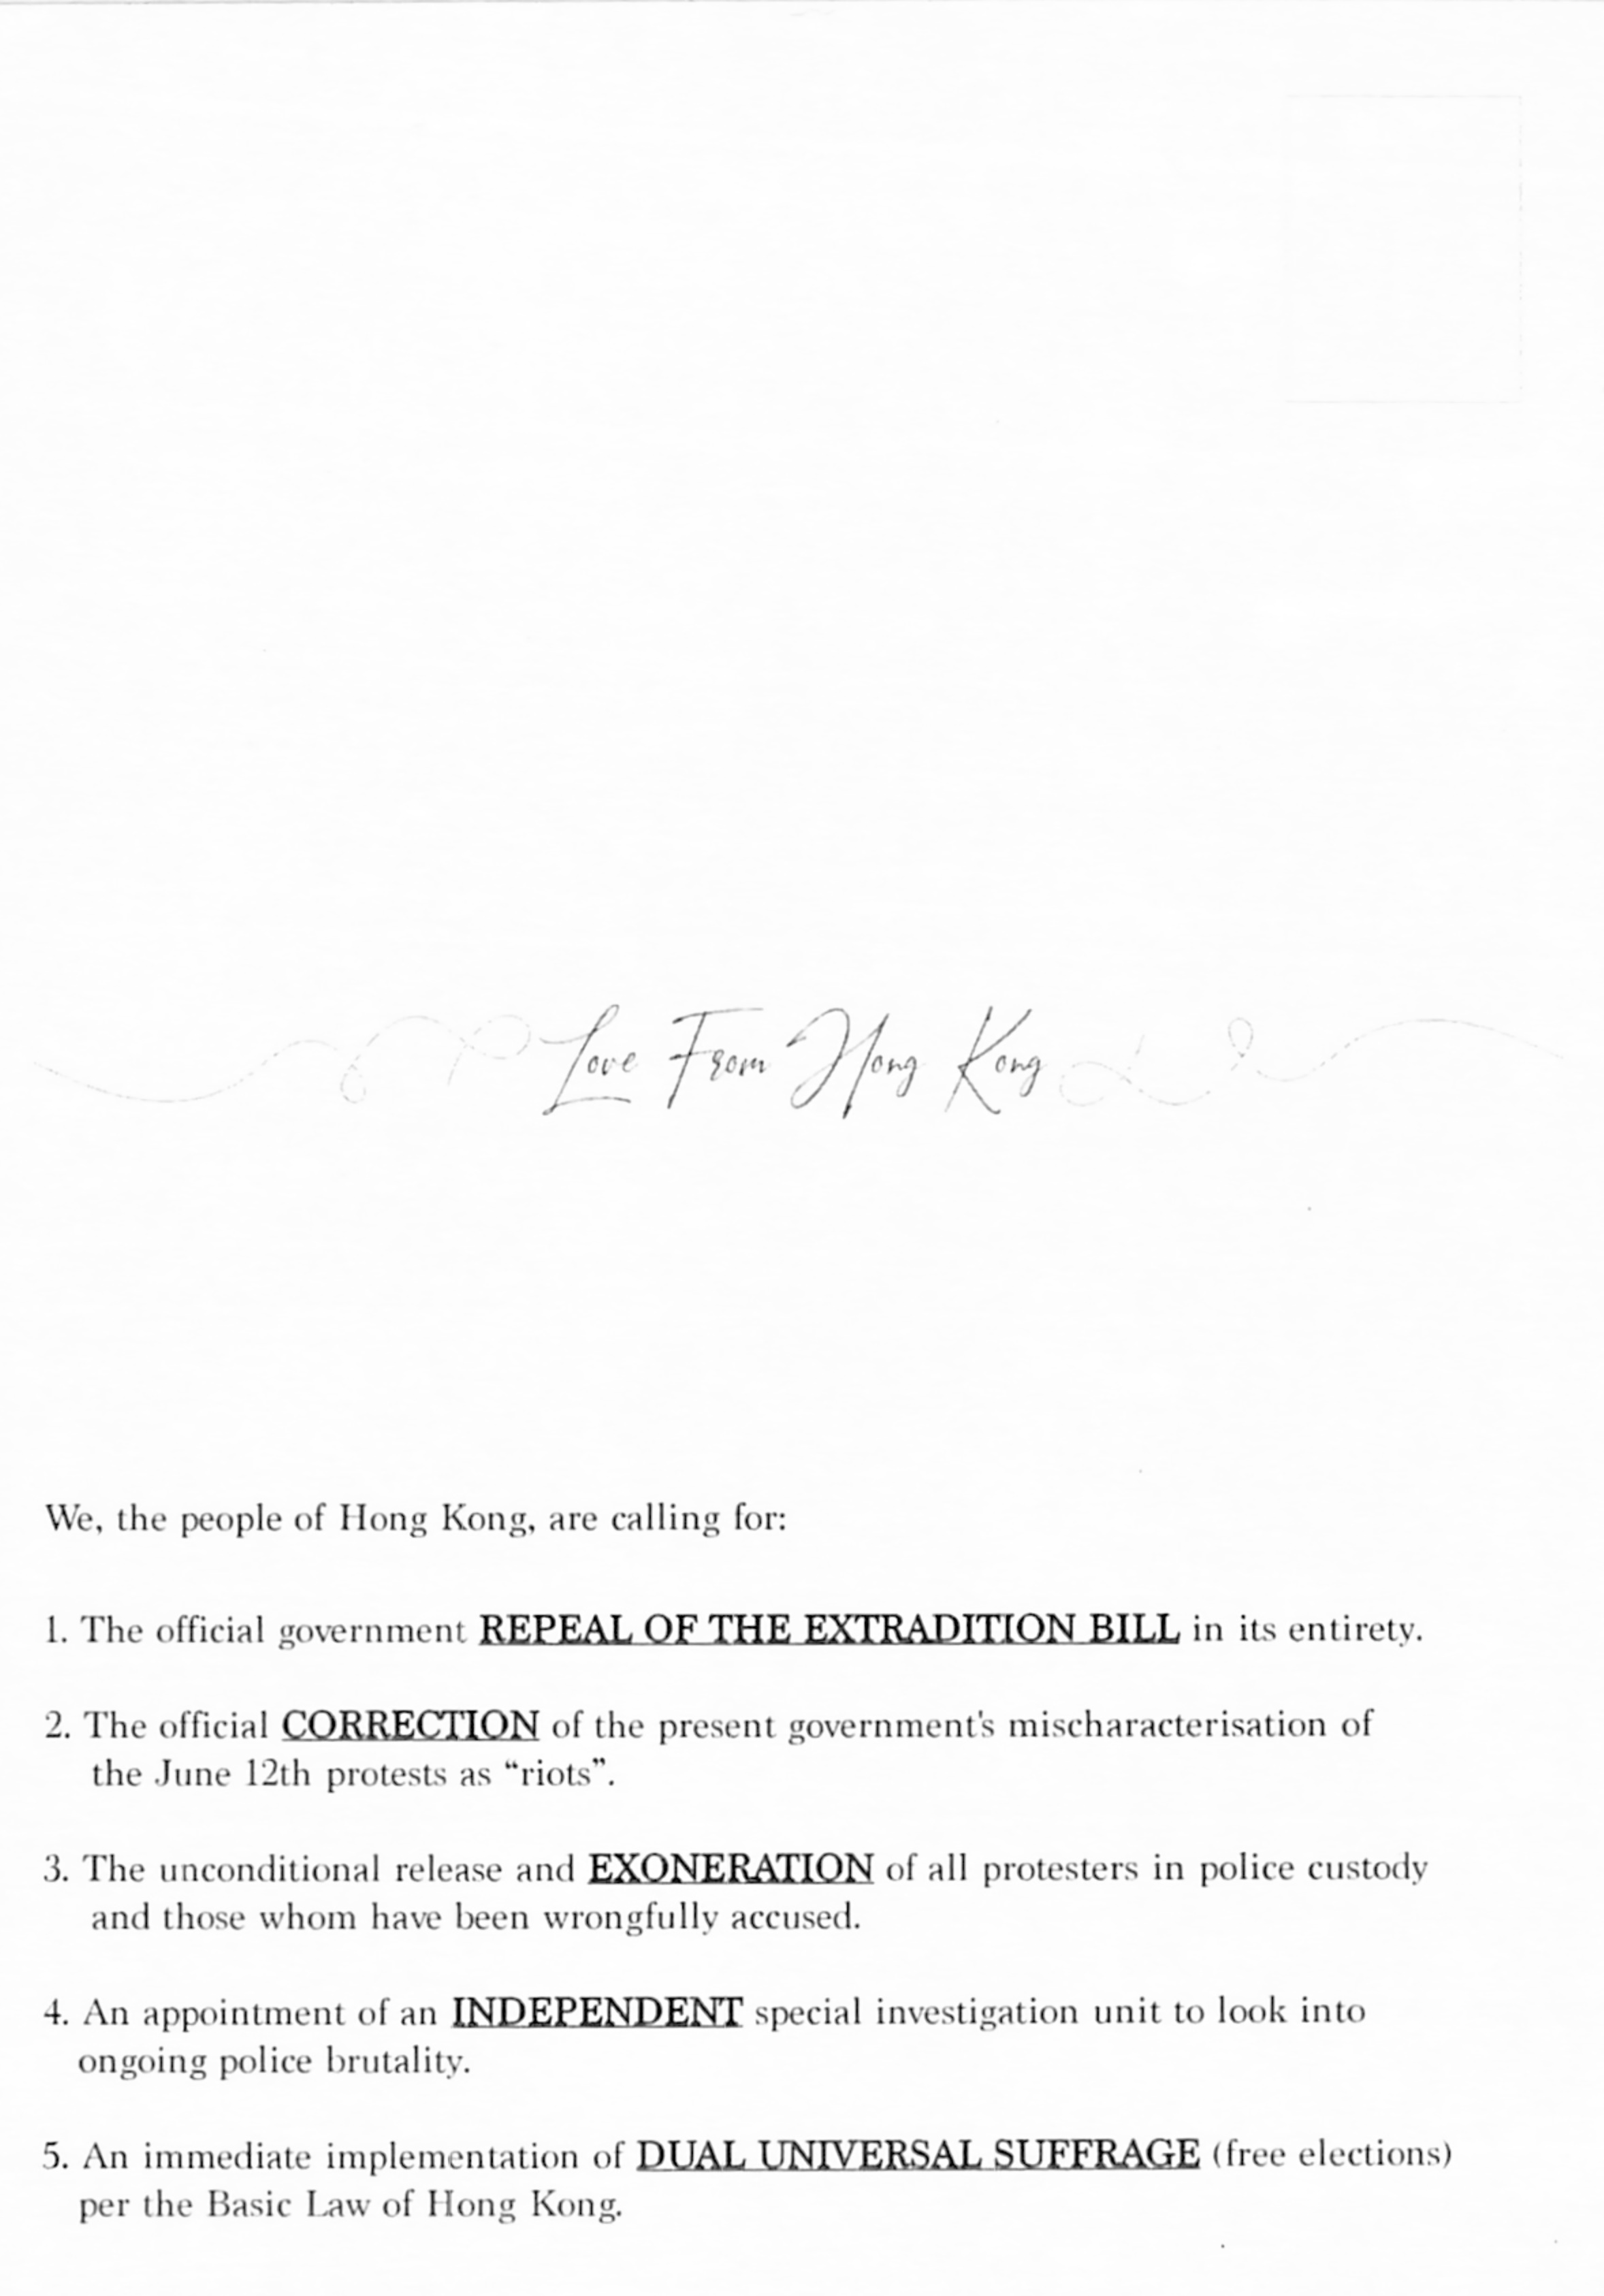 Love From Hong Kong
We, the people of Hong Kong, are calling for:
1. The official government REPEAL OF THE EXTRADITION BILL in its entirety.
2. The official CORRECTION of the present government's mischaracterisation of
the June 12th protests as “riots”.
3. The unconditional release and EXONERATION of all protesters in police custody
and those whom have been wrongfully accused.
4. An appointment of an INDEPENDENT special investigation unit to look into
ongoing police brutality.
5. An immediate implementation of DUAL UNIVERSAL SUFFRAGE (free elections)
per the Basic Law of Hong Kong.